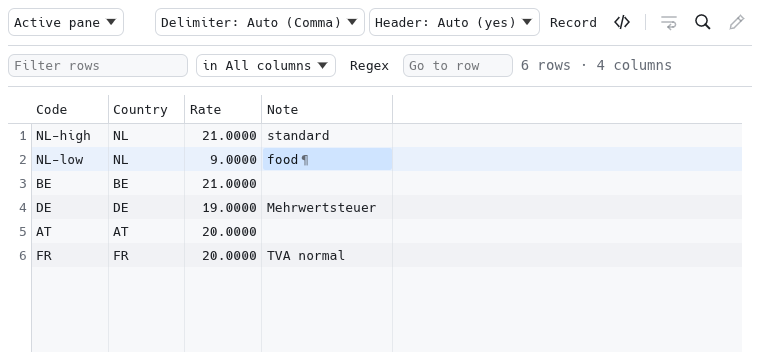 Active pane Delimiter: Auto (Comma) Header: Auto (yes) Record
Filter rows in All columns Regex Go to row 6 rows · 4 columns
Code Country Rate Note
1 NL-high NL 21.0000 standard
2 NL-low NL 9.0000 food¶
3 BE BE 21.0000
4 DE DE 19.0000 Mehrwertsteuer
5 AT AT 20.0000
6 FR FR 20.0000 TVA normal